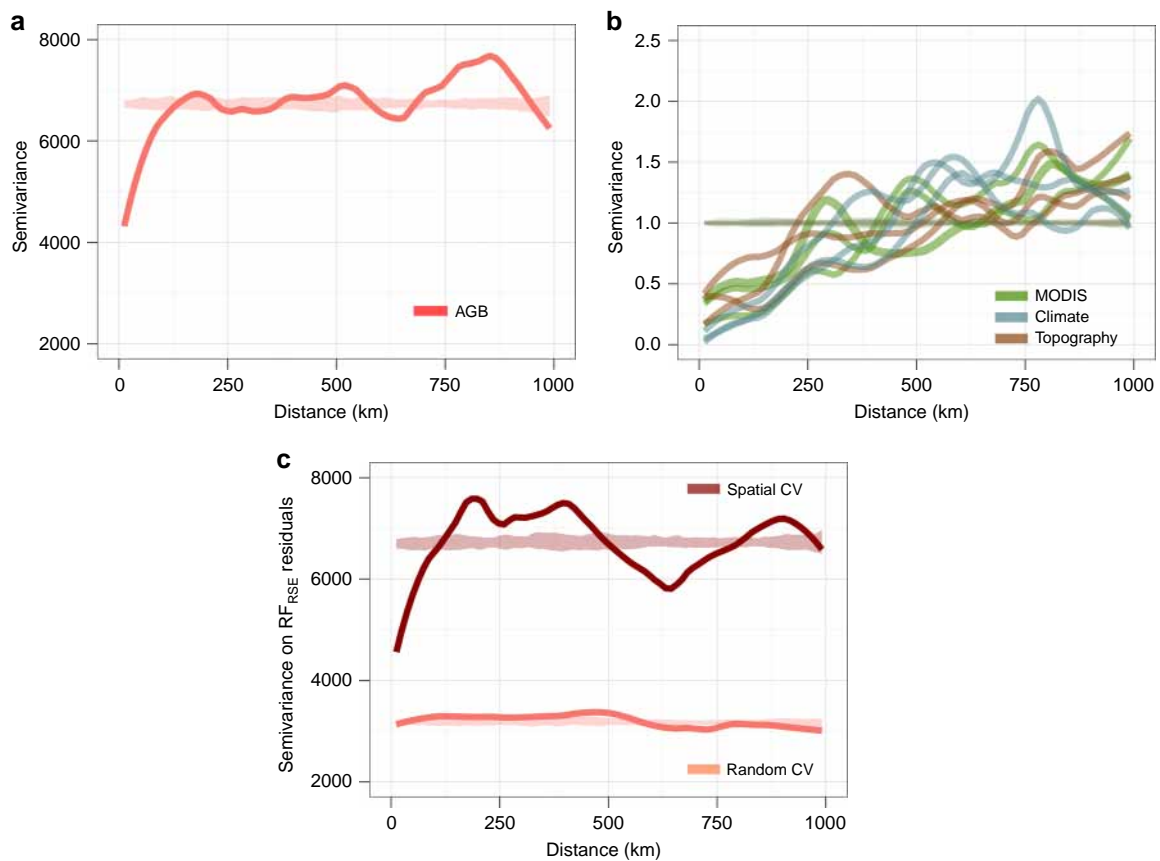 a
8000
6000
4000
2000
Semivariance
AGB
0 250 500 750 1000
Distance (km)
b
2.5
2.0
1.5
1.0
0.5
0.0
Semivariance
MODIS
Climate
Topography
0 250 500 750 1000
Distance (km)
c
8000
6000
4000
2000
Semivariance on RF_RSE residuals
Spatial CV
Random CV
0 250 500 750 1000
Distance (km)